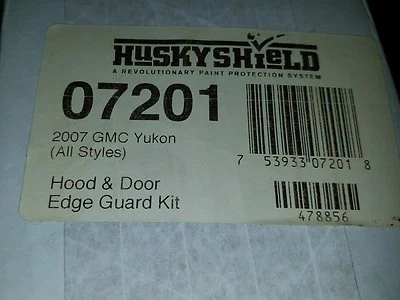 HUSKYSHIELD
A REVOLUTIONARY PAINT PROTECTION SYSTEM
07201
2007 GMC Yukon
(All Styles)
7 53933 07201 8
Hood & Door
Edge Guard Kit
478856